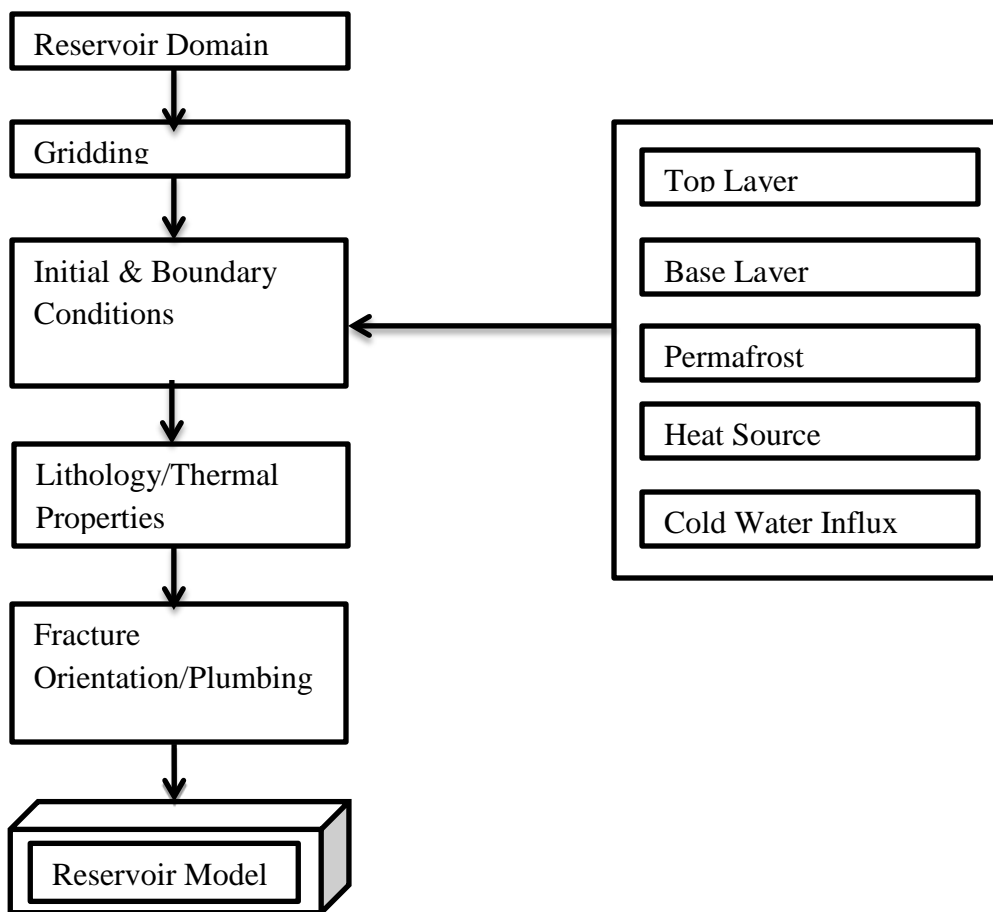 Reservoir Domain
Gridding
Initial & Boundary
Conditions
Lithology/Thermal
Properties
Fracture
Orientation/Plumbing
Reservoir Model
Top Layer
Base Layer
Permafrost
Heat Source
Cold Water Influx